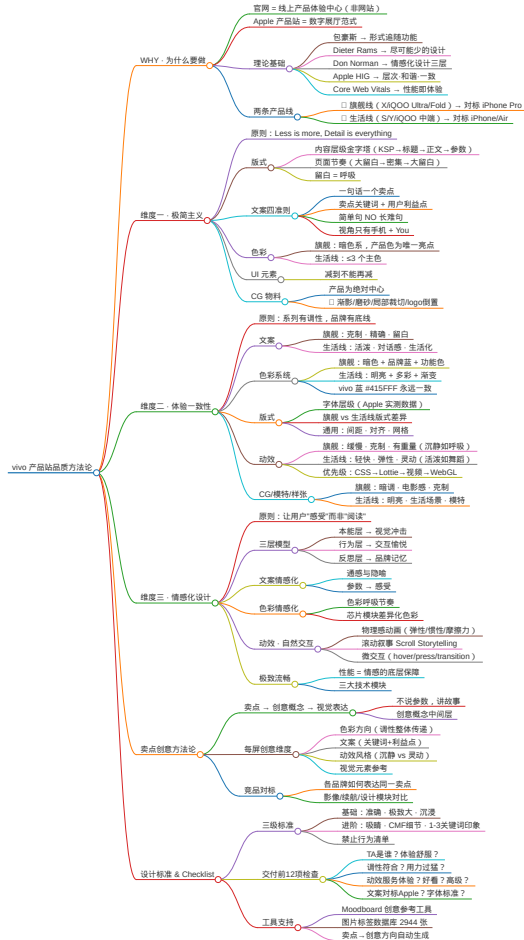 vivo 产品站品质方法论
WHY · 为什么要做
官网 = 线上产品体验中心（非网站）
Apple 产品站 = 数字展厅范式
理论基础
包豪斯 → 形式追随功能
Dieter Rams → 尽可能少的设计
Don Norman → 情感化设计三层
Apple HIG → 层次·和谐·一致
Core Web Vitals → 性能即体验
两条产品线
旗舰线（X/iQOO Ultra/Fold）→ 对标 iPhone Pro
生活线（S/Y/iQOO 中端）→ 对标 iPhone/Air
维度一 · 极简主义
原则：Less is more, Detail is everything
版式
内容层级金字塔（KSP→标题→正文→参数）
页面节奏（大留白→密集→大留白）
留白 = 呼吸
文案四准则
一句话一个卖点
卖点关键词 + 用户利益点
简单句 NO 长难句
视角只有手机 + You
色彩
旗舰：暗色系，产品色为唯一亮点
生活线：≤3 个主色
UI 元素
减到不能再减
CG 物料
产品为绝对中心
渐影/磨砂/局部裁切/logo倒置
维度二 · 体验一致性
原则：系列有调性，品牌有底线
文案
旗舰：克制 · 精确 · 留白
生活线：活泼 · 对话感 · 生活化
色彩系统
旗舰：暗色 + 品牌蓝 + 功能色
生活线：明亮 + 多彩 + 渐变
vivo 蓝 #415FFF 永远一致
版式
字体层级（Apple 实测数据）
旗舰 vs 生活线版式差异
通用：间距 · 对齐 · 网格
动效
旗舰：缓慢 · 克制 · 有重量（沉静如呼吸）
生活线：轻快 · 弹性 · 灵动（活泼如舞蹈）
优先级：CSS→Lottie→视频→WebGL
CG/模特/样张
旗舰：暗调 · 电影感 · 克制
生活线：明亮 · 生活场景 · 模特
维度三 · 情感化设计
原则：让用户"感受"而非"阅读"
三层模型
本能层 → 视觉冲击
行为层 → 交互愉悦
反思层 → 品牌记忆
文案情感化
通感与隐喻
参数 → 感受
色彩情感化
色彩呼吸节奏
芯片模块差异化色彩
动效 · 自然交互
物理感动画（弹性/惯性/摩擦力）
滚动叙事 Scroll Storytelling
微交互（hover/press/transition）
极致流畅
性能 = 情感的底层保障
三大技术模块
卖点创意方法论
卖点 → 创意概念 → 视觉表达
不说参数，讲故事
创意概念中间层
每屏创意维度
色彩方向（调性整体传递）
文案（关键词+利益点）
动效风格（沉静 vs 灵动）
视觉元素参考
竞品对标
各品牌如何表达同一卖点
影像/续航/设计模块对比
设计标准 & Checklist
三级标准
基础：准确 · 极致大 · 沉浸
进阶：吸睛 · CMF细节 · 1-3关键词印象
禁止行为清单
交付前12项检查
TA是谁？体验舒服？
调性符合？用力过猛？
动效服务体验？好看？高级？
文案对标Apple？字体标准？
工具支持
Moodboard 创意参考工具
图片标签数据库 2944 张
卖点→创意方向自动生成